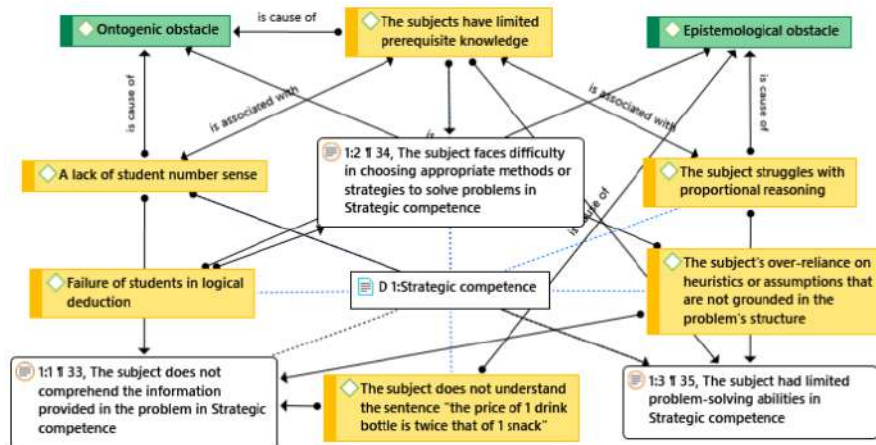 Ontogenic obstacle
is cause of
The subjects have limited
prerequisite knowledge
Epistemological obstacle
is cause of
is associated with
is associated with
is cause of
is
1:2 ¶ 34, The subject faces difficulty
in choosing appropriate methods or
strategies to solve problems in
Strategic competence
A lack of student number sense
The subject struggles with
proportional reasoning
is cause of
Failure of students in logical
deduction
D 1:Strategic competence
The subject's over-reliance on
heuristics or assumptions that
are not grounded in the
problem's structure
1:1 ¶ 33, The subject does not
comprehend the information
provided in the problem in Strategic
competence
The subject does not understand
the sentence "the price of 1 drink
bottle is twice that of 1 snack"
1:3 ¶ 35, The subject had limited
problem-solving abilities in
Strategic competence